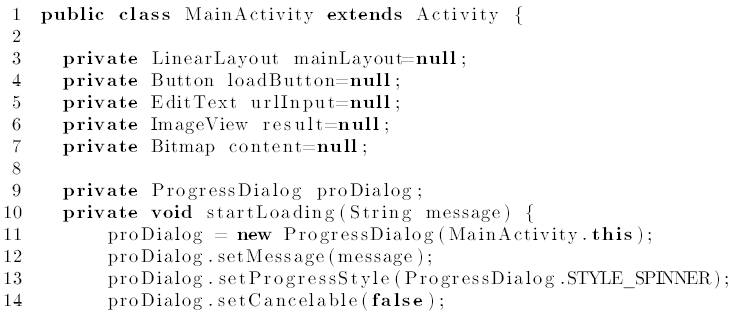 1 public class MainActivity extends Activity {
2
3 private LinearLayout mainLayout=null;
4 private Button loadButton=null;
5 private EditText urlInput=null;
6 private ImageView result=null;
7 private Bitmap content=null;
8
9 private ProgressDialog proDialog;
10 private void startLoading(String message) {
11 proDialog = new ProgressDialog(MainActivity.this);
12 proDialog.setMessage(message);
13 proDialog.setProgressStyle(ProgressDialog.STYLE_SPINNER);
14 proDialog.setCancelable(false);